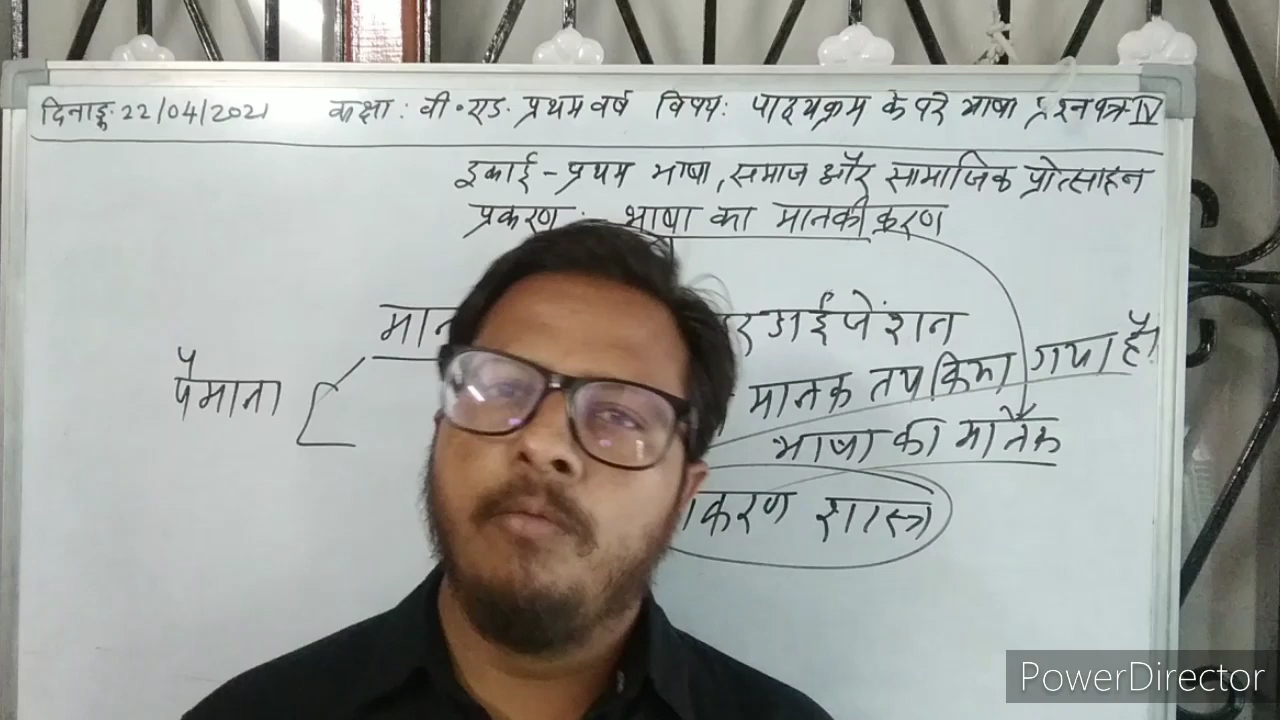 दिनाङ्क 22/04/2021 कक्षा : बी.एड. प्रथम वर्ष विषय: पाठ्यक्रम के परे भाषा प्रश्नपत्र-IV
इकाई - प्रथम भाषा, समाज और सामाजिक प्रोत्साहन
प्रकरण :- भाषा का मानकीकरण
मानक तय किया गया है।
पैमाना
भाषा का मानक
शास्त्र
PowerDirector